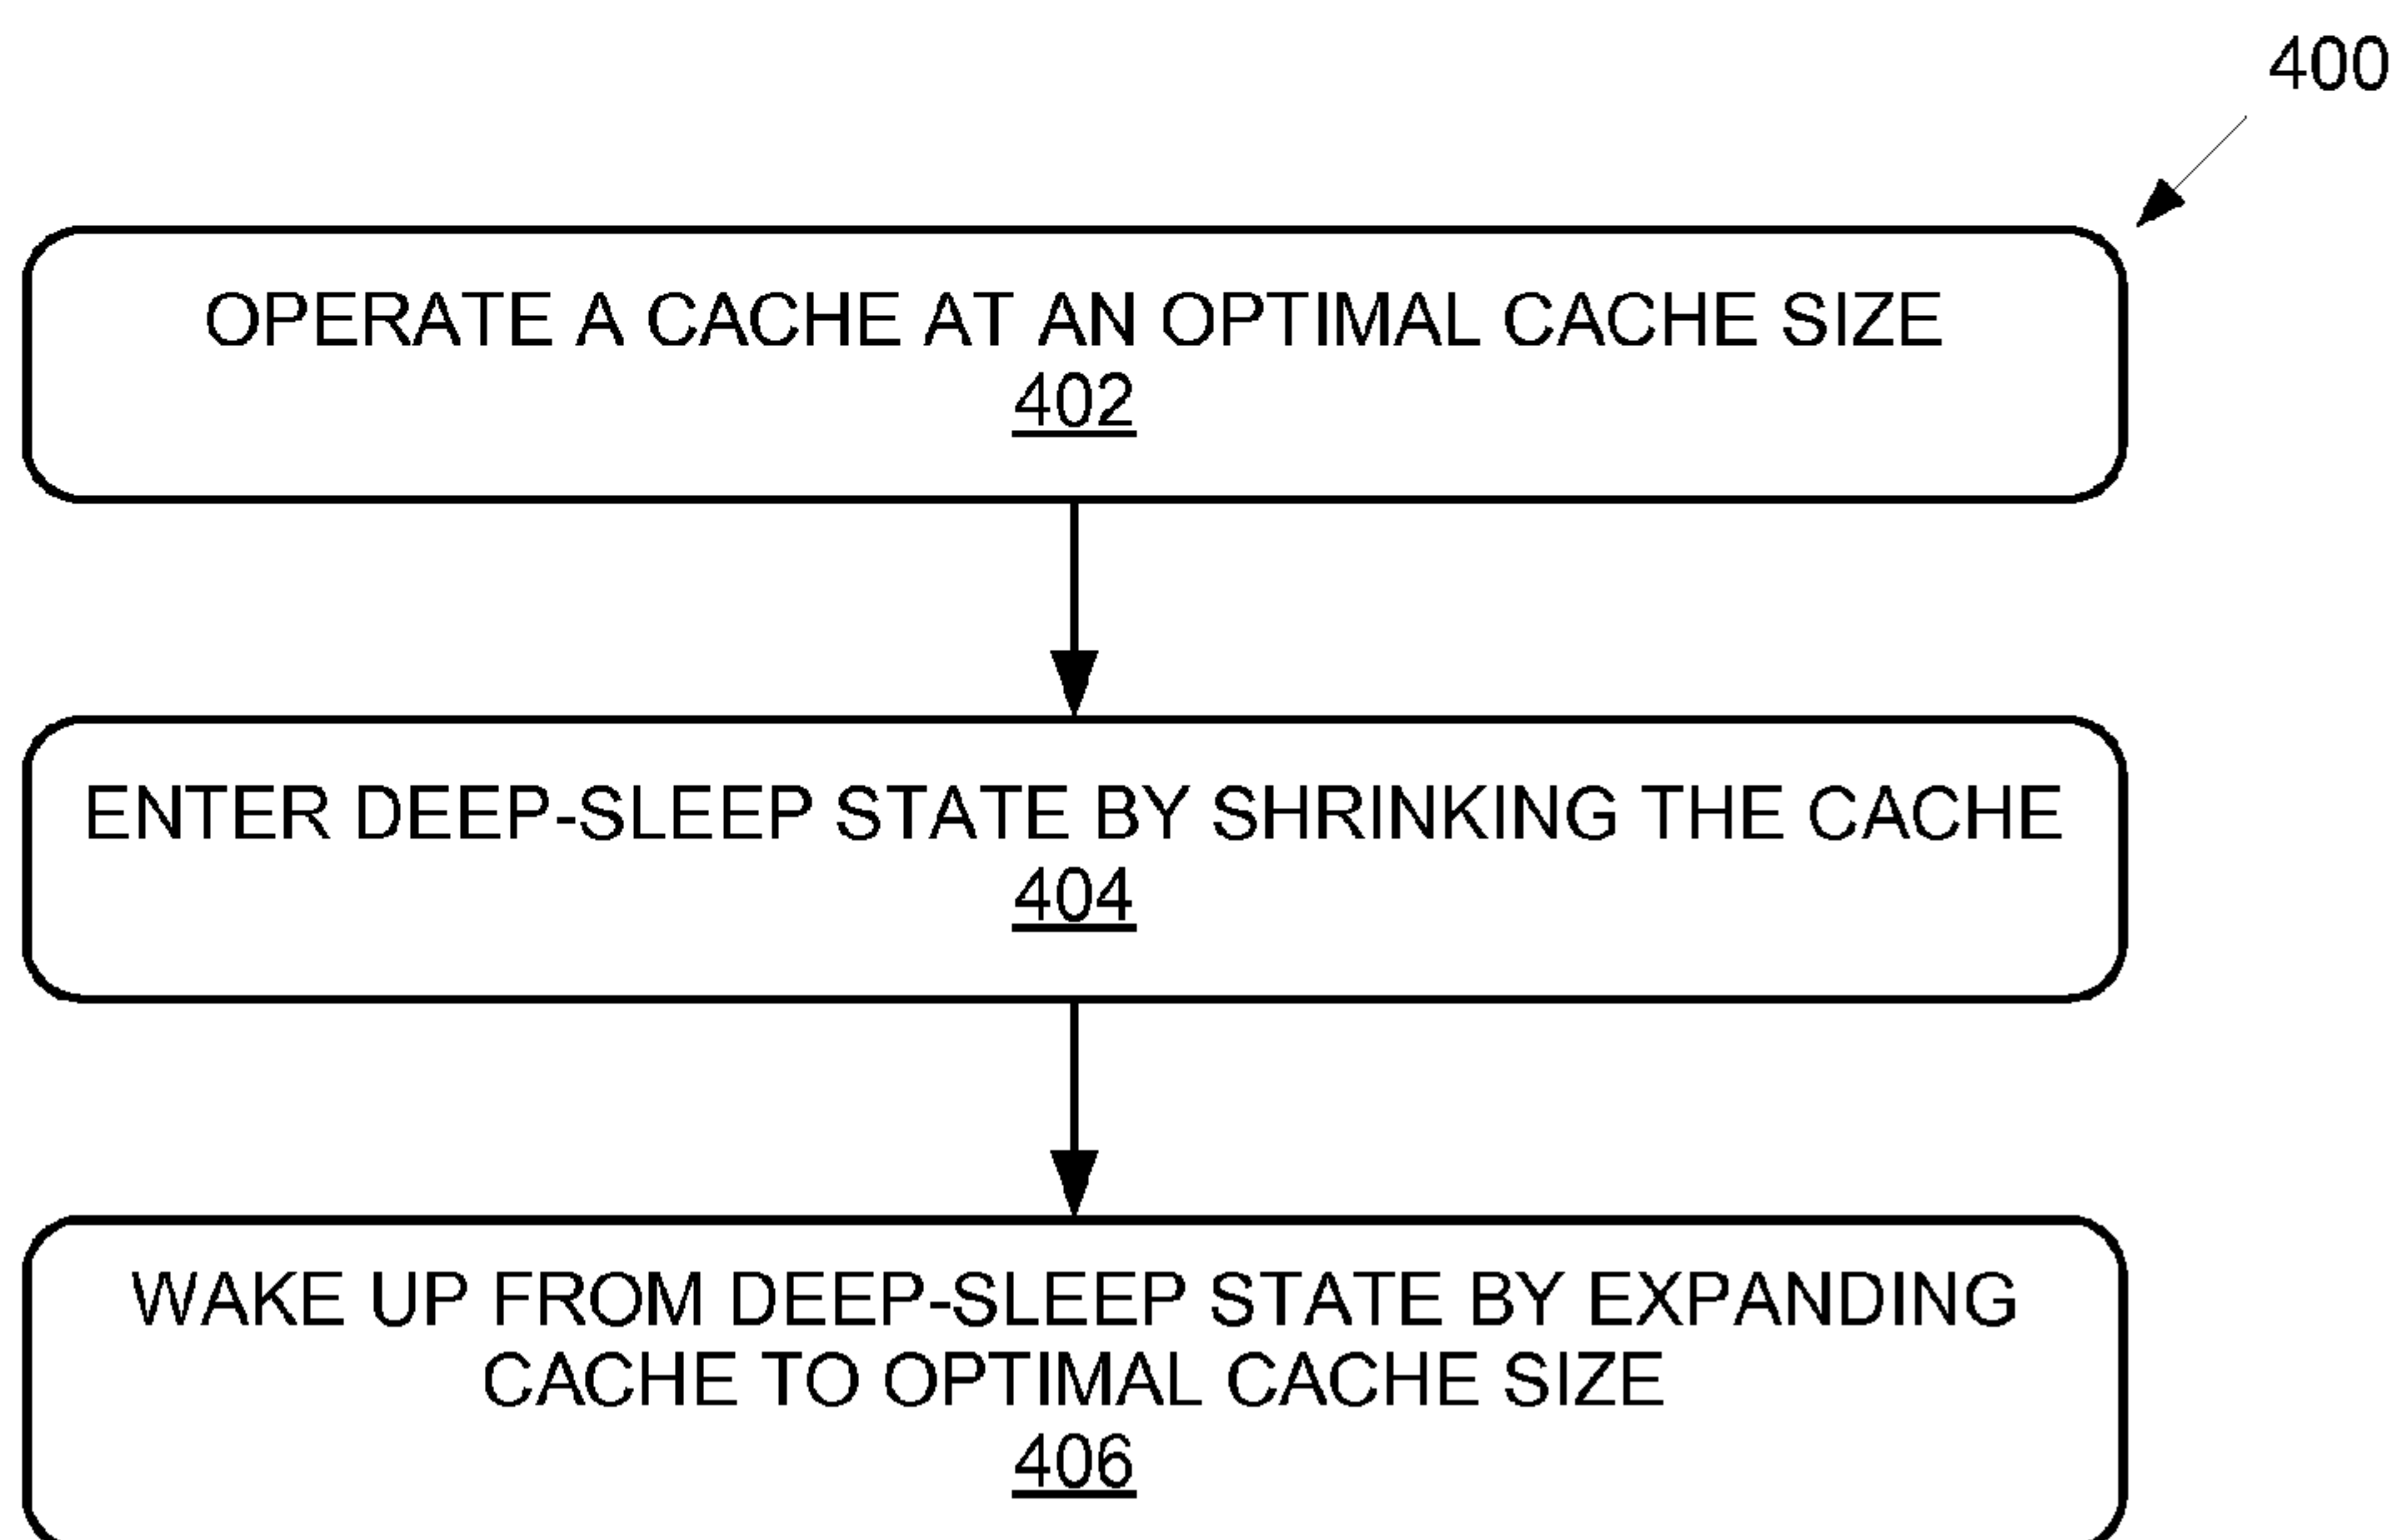 400
OPERATE A CACHE AT AN OPTIMAL CACHE SIZE
402
ENTER DEEP-SLEEP STATE BY SHRINKING THE CACHE
404
WAKE UP FROM DEEP-SLEEP STATE BY EXPANDING
CACHE TO OPTIMAL CACHE SIZE
406